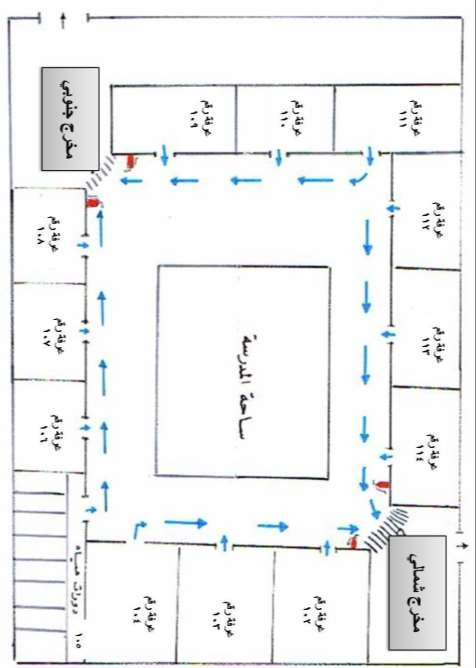 مخرج جنوبي
غرفة رقم
١٠٩
غرفة رقم
١١٠
غرفة رقم
١١١
غرفة رقم
١١٢
غرفة رقم
١١٣
غرفة رقم
١١٤
غرفة رقم
١٠٨
غرفة رقم
١٠٧
غرفة رقم
١٠٦
ساحة المدرسة
مخرج شمالي
دورات مياه
١٠٥
غرفة رقم
١٠٤
غرفة رقم
١٠٣
غرفة رقم
١٠٢